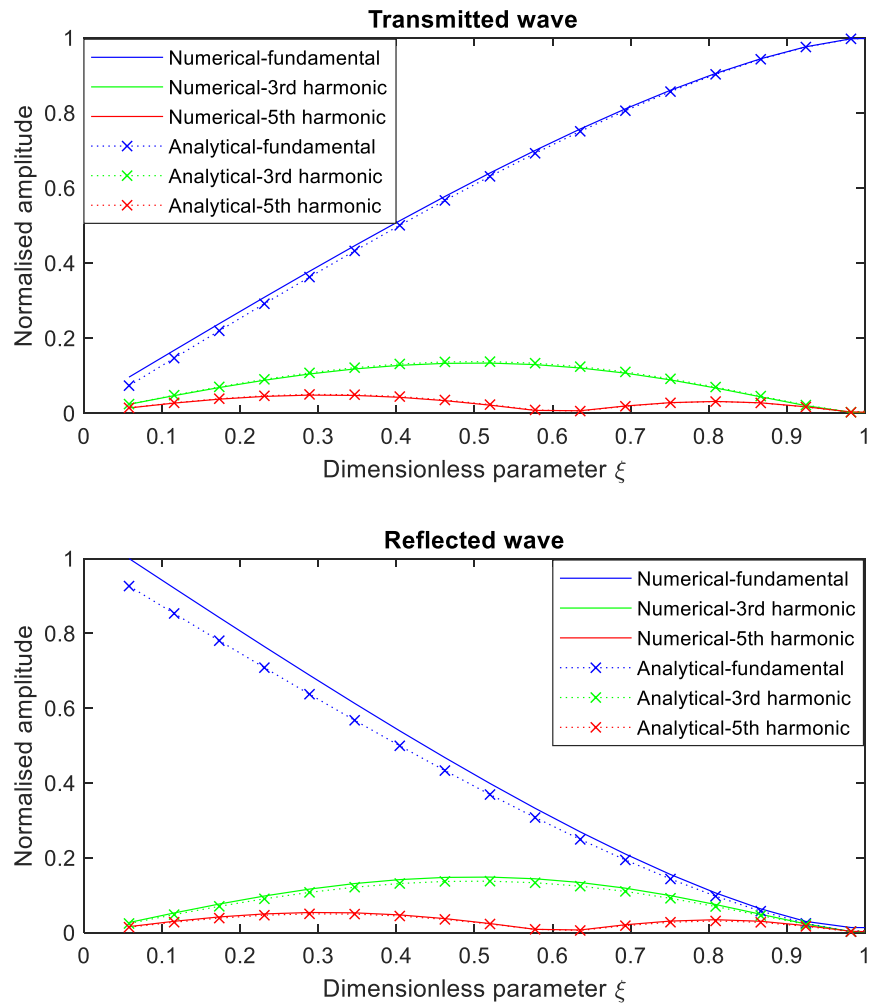 Transmitted wave
1
0.8
0.6
0.4
0.2
0
Normalised amplitude
Numerical-fundamental
Numerical-3rd harmonic
Numerical-5th harmonic
Analytical-fundamental
Analytical-3rd harmonic
Analytical-5th harmonic
0 0.1 0.2 0.3 0.4 0.5 0.6 0.7 0.8 0.9 1
Dimensionless parameter ξ
Reflected wave
1
0.8
0.6
0.4
0.2
0
Normalised amplitude
Numerical-fundamental
Numerical-3rd harmonic
Numerical-5th harmonic
Analytical-fundamental
Analytical-3rd harmonic
Analytical-5th harmonic
0 0.1 0.2 0.3 0.4 0.5 0.6 0.7 0.8 0.9 1
Dimensionless parameter ξ